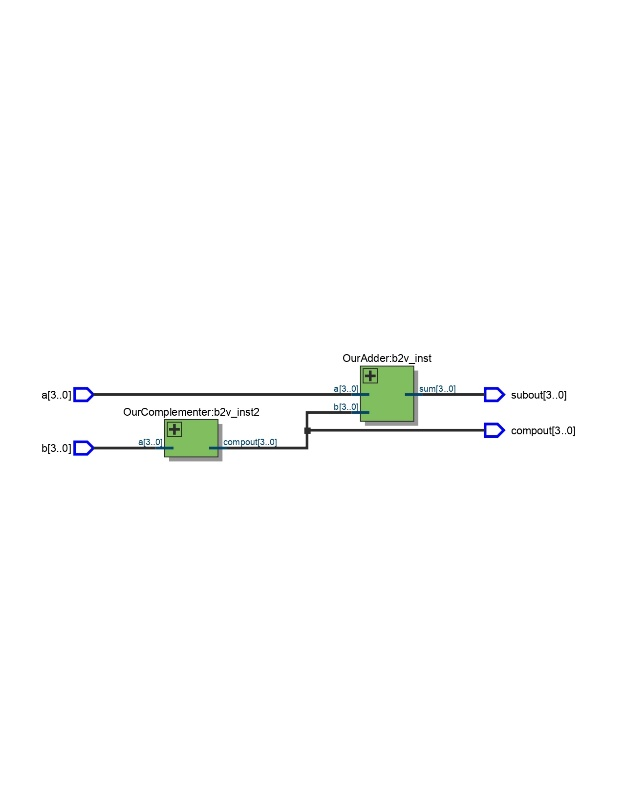 OurAdder:b2v_inst
a[3..0]
a[3..0]
sum[3..0]
subout[3..0]
b[3..0]
OurComplementer:b2v_inst2
compout[3..0]
b[3..0]
a[3..0]
compout[3..0]